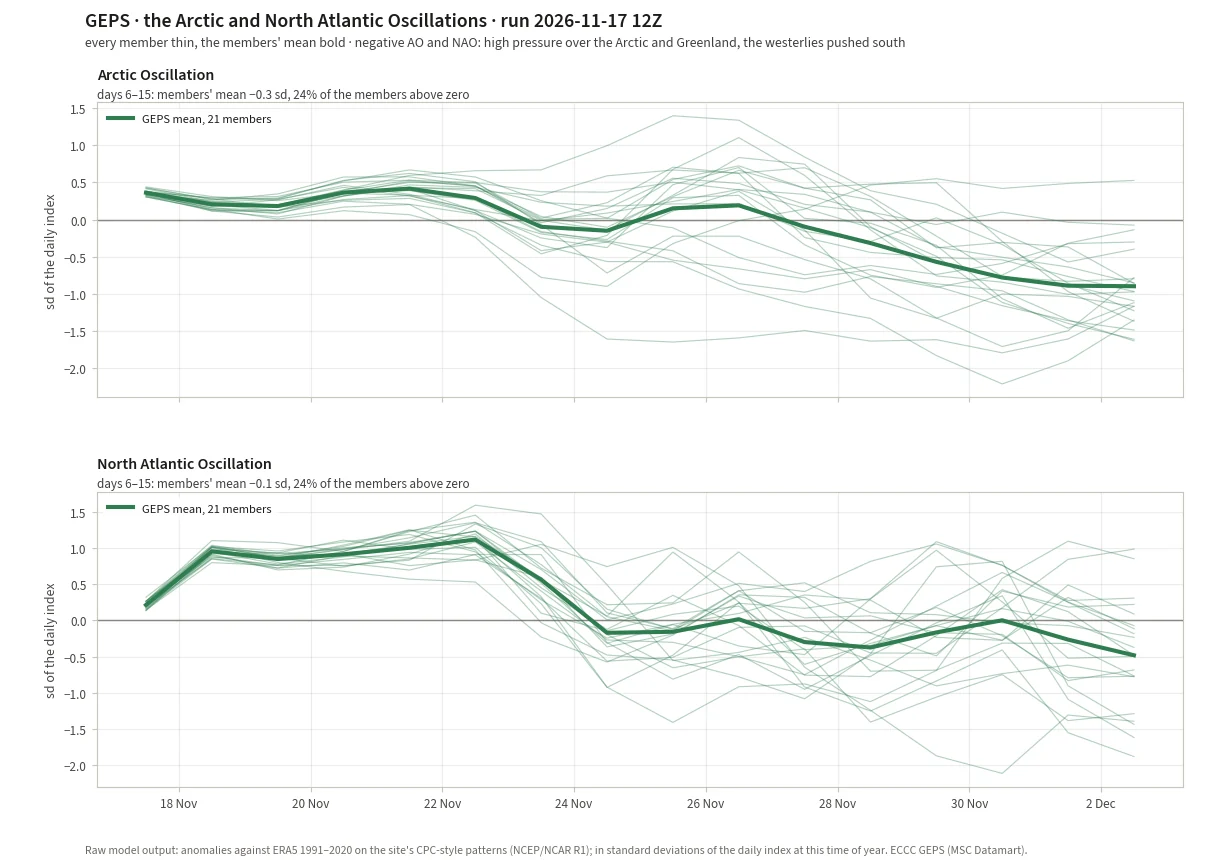 GEPS · the Arctic and North Atlantic Oscillations · run 2026-11-17 12Z
every member thin, the members' mean bold · negative AO and NAO: high pressure over the Arctic and Greenland, the westerlies pushed south
Arctic Oscillation
days 6–15: members' mean −0.3 sd, 24% of the members above zero
GEPS mean, 21 members
sd of the daily index
1.5
1.0
0.5
0.0
−0.5
−1.0
−1.5
−2.0
North Atlantic Oscillation
days 6–15: members' mean −0.1 sd, 24% of the members above zero
GEPS mean, 21 members
sd of the daily index
1.5
1.0
0.5
0.0
−0.5
−1.0
−1.5
−2.0
18 Nov 20 Nov 22 Nov 24 Nov 26 Nov 28 Nov 30 Nov 2 Dec
Raw model output: anomalies against ERA5 1991–2020 on the site's CPC-style patterns (NCEP/NCAR R1); in standard deviations of the daily index at this time of year. ECCC GEPS (MSC Datamart).